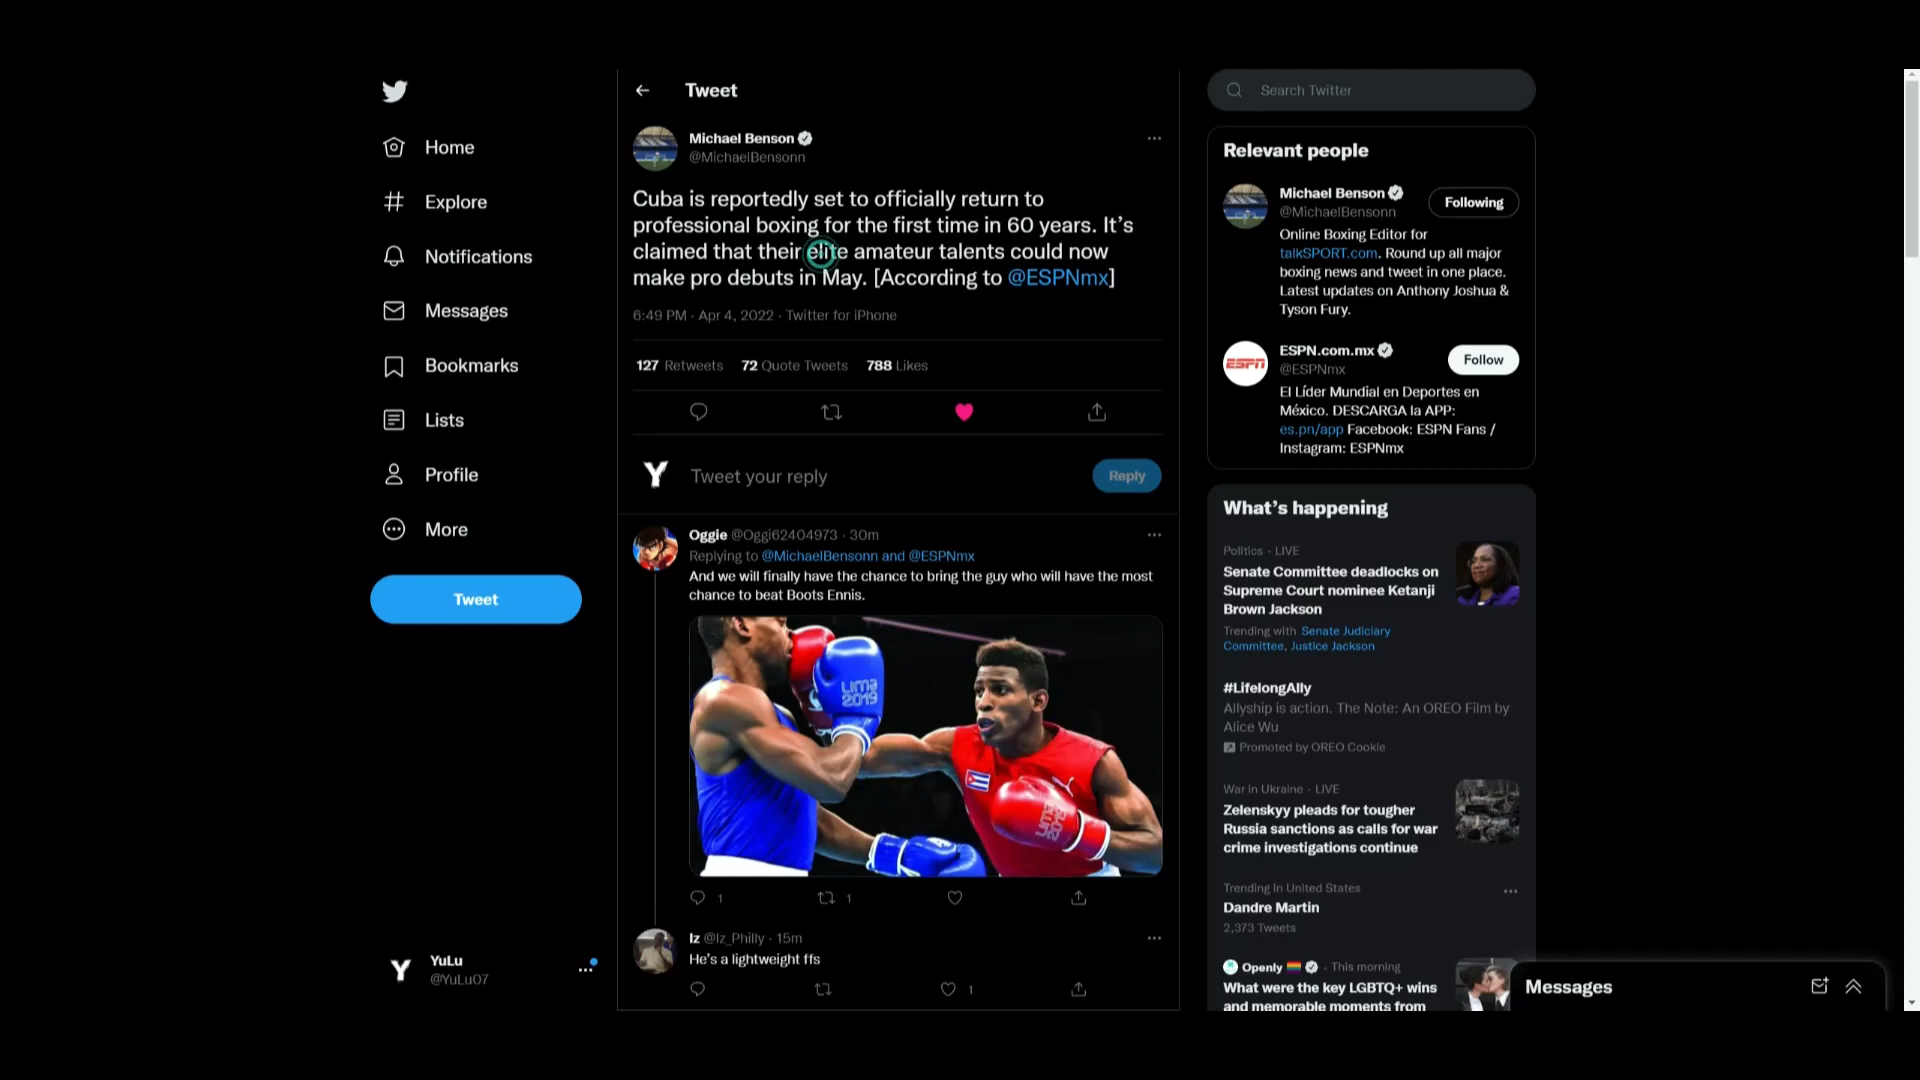 Home
Explore
Notifications
Messages
Bookmarks
Lists
Profile
More
Tweet
YuLu
@YuLu07
Tweet
Michael Benson
@MichaelBensonn
Cuba is reportedly set to officially return to
professional boxing for the first time in 60 years. It's
claimed that their elite amateur talents could now
make pro debuts in May. [According to @ESPNmx]
6:49 PM · Apr 4, 2022 · Twitter for iPhone
127 Retweets 72 Quote Tweets 788 Likes
Y Tweet your reply Reply
Oggie @Oggi62404973 · 30m
Replying to @MichaelBensonn and @ESPNmx
And we will finally have the chance to bring the guy who will have the most
chance to beat Boots Ennis.
LIMA
2019
LIMA
2019
1 1
Iz @Iz_Philly · 15m
He's a lightweight ffs
1
Search Twitter
Relevant people
Michael Benson
@MichaelBensonn
Following
Online Boxing Editor for
talkSPORT.com. Round up all major
boxing news and tweet in one place.
Latest updates on Anthony Joshua &
Tyson Fury.
ESPN
ESPN.com.mx
@ESPNmx
Follow
El Líder Mundial en Deportes en
México. DESCARGA la APP:
es.pn/app Facebook: ESPN Fans /
Instagram: ESPNmx
What's happening
Politics · LIVE
Senate Committee deadlocks on
Supreme Court nominee Ketanji
Brown Jackson
Trending with Senate Judiciary
Committee, Justice Jackson
#LifelongAlly
Allyship is action. The Note: An OREO Film by
Alice Wu
Promoted by OREO Cookie
War in Ukraine · LIVE
Zelenskyy pleads for tougher
Russia sanctions as calls for war
crime investigations continue
Trending in United States
Dandre Martin
2,373 Tweets
Openly · This morning
What were the key LGBTQ+ wins
and memorable moments from
Messages